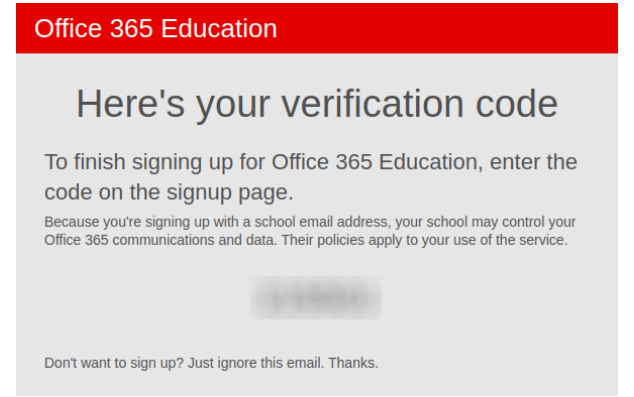 Office 365 Education
Here's your verification code
To finish signing up for Office 365 Education, enter the
code on the signup page.
Because you're signing up with a school email address, your school may control your
Office 365 communications and data. Their policies apply to your use of the service.
Don't want to sign up? Just ignore this email. Thanks.